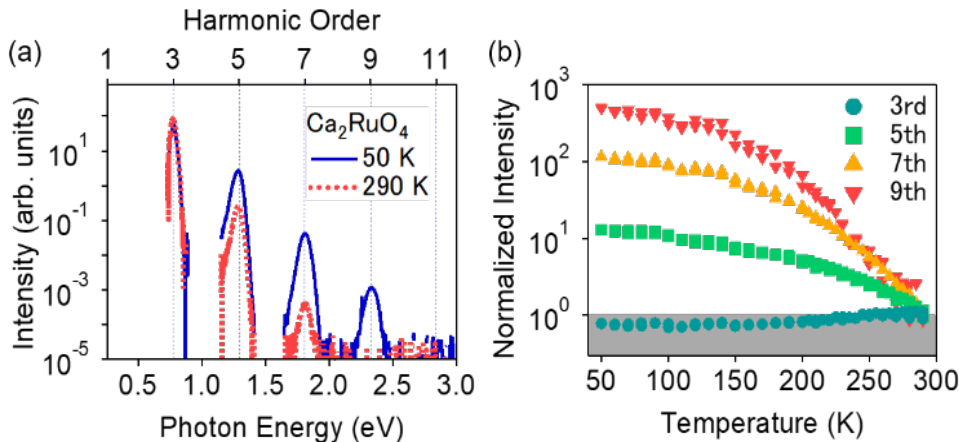 (a)
Harmonic Order
1 3 5 7 9 11
Intensity (arb. units)
10^1
10^-1
10^-3
10^-5
Ca2RuO4
50 K
290 K
0.5 1.0 1.5 2.0 2.5 3.0
Photon Energy (eV)
(b)
Normalized Intensity
10^3
10^2
10^1
10^0
3rd
5th
7th
9th
50 100 150 200 250 300
Temperature (K)